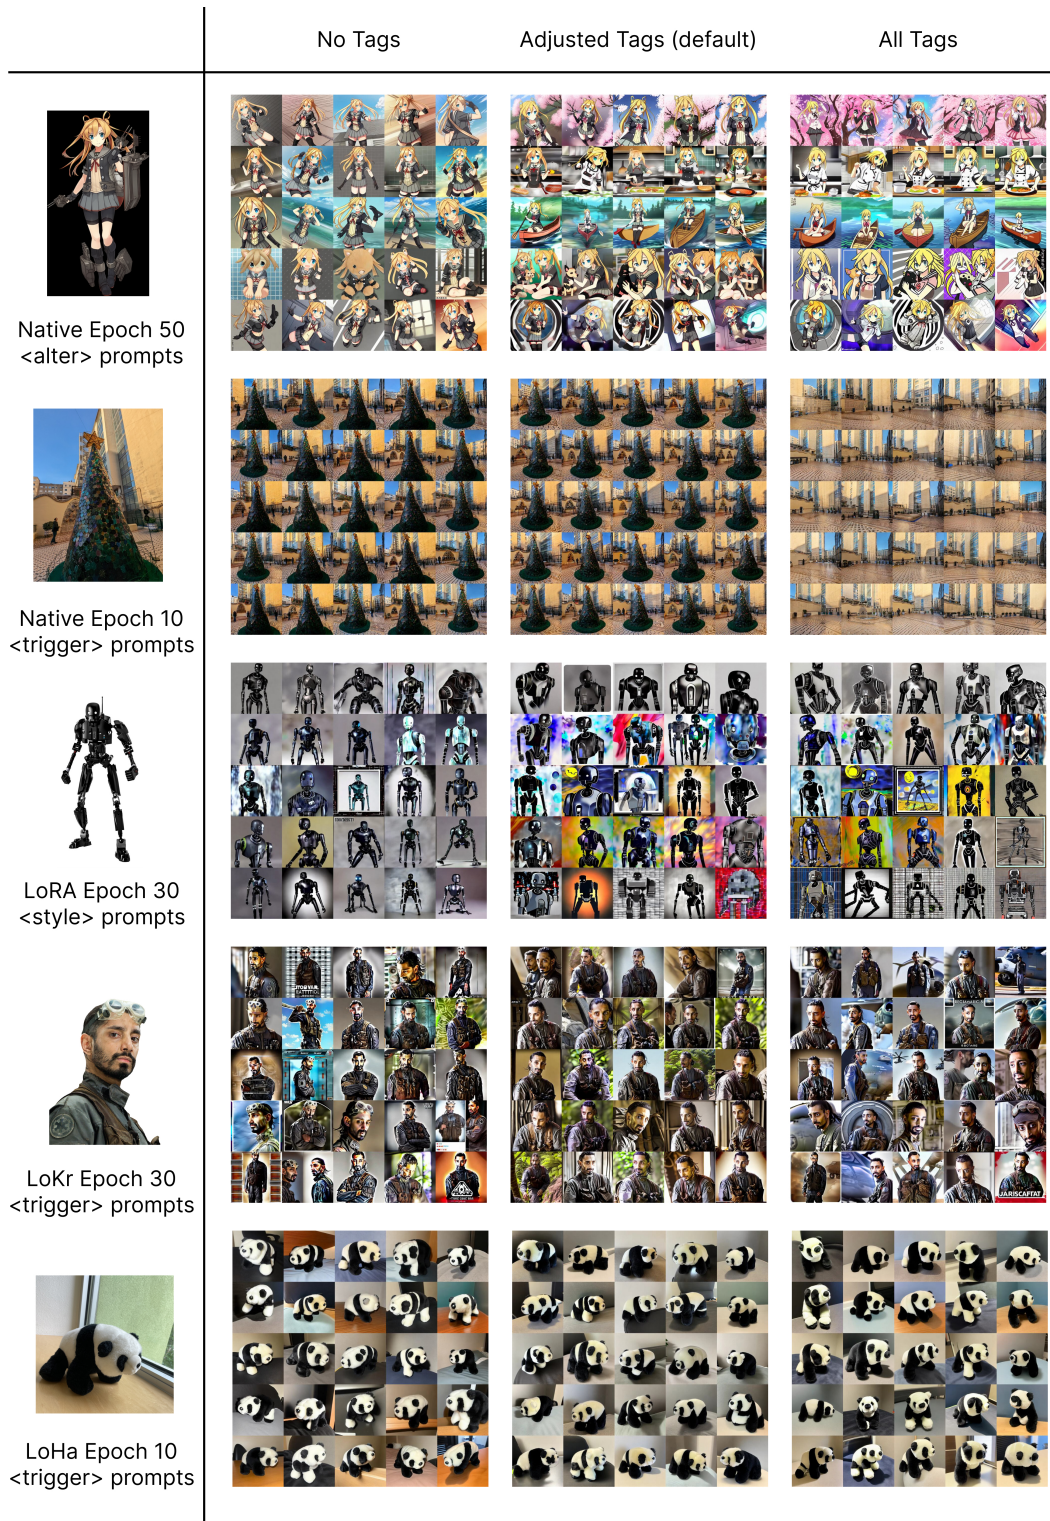 No Tags
Adjusted Tags (default)
All Tags
Native Epoch 50
<alter> prompts
Native Epoch 10
<trigger> prompts
LoRA Epoch 30
<style> prompts
LoKr Epoch 30
<trigger> prompts
LoHa Epoch 10
<trigger> prompts